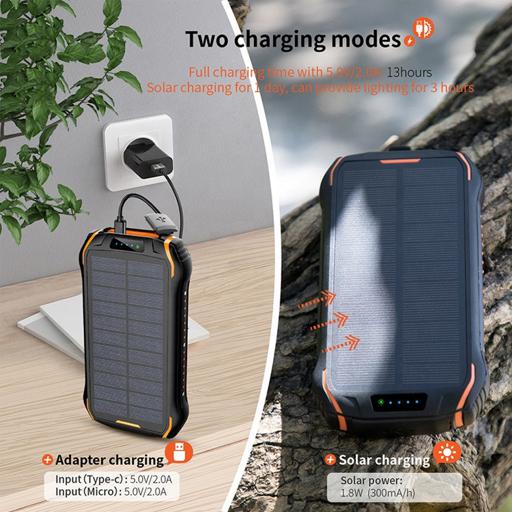 Two charging modes
Full charging time with 5.0V/2.0A: 13hours
Solar charging for 1 day, can provide lighting for 3 hours
Adapter charging
Input (Type-c) : 5.0V/2.0A
Input (Micro) : 5.0V/2.0A
Solar charging
Solar power:
1.8W (300mA/h)